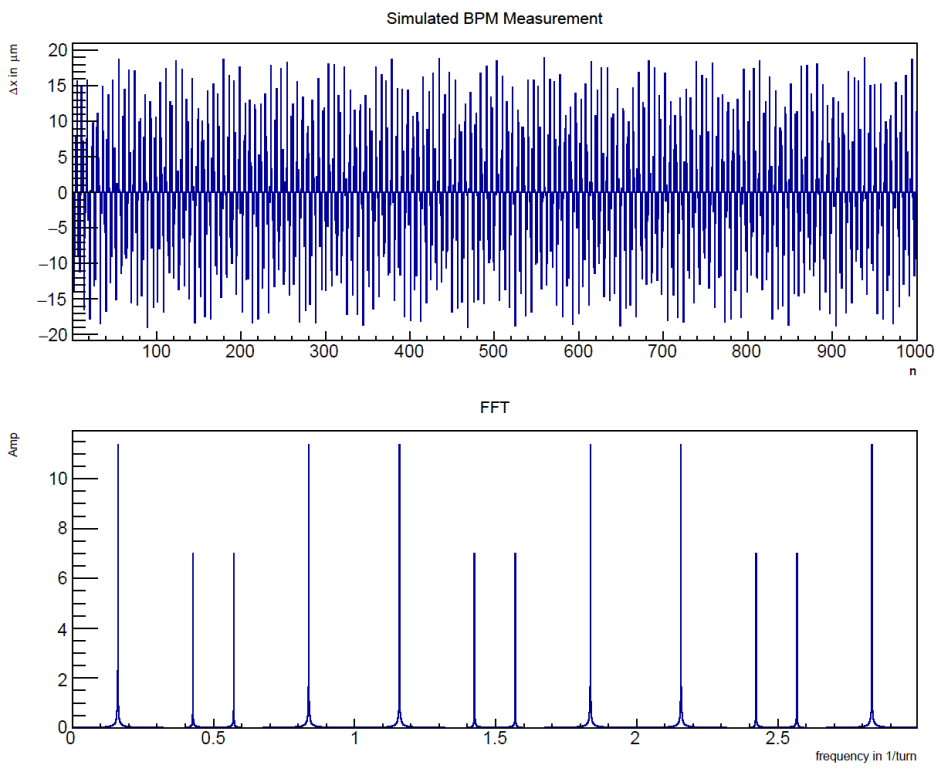 Simulated BPM Measurement
Δx in μm
20
15
10
5
0
−5
−10
−15
−20
100 200 300 400 500 600 700 800 900 1000
n
FFT
Amp
10
8
6
4
2
0
0 0.5 1 1.5 2 2.5
frequency in 1/turn